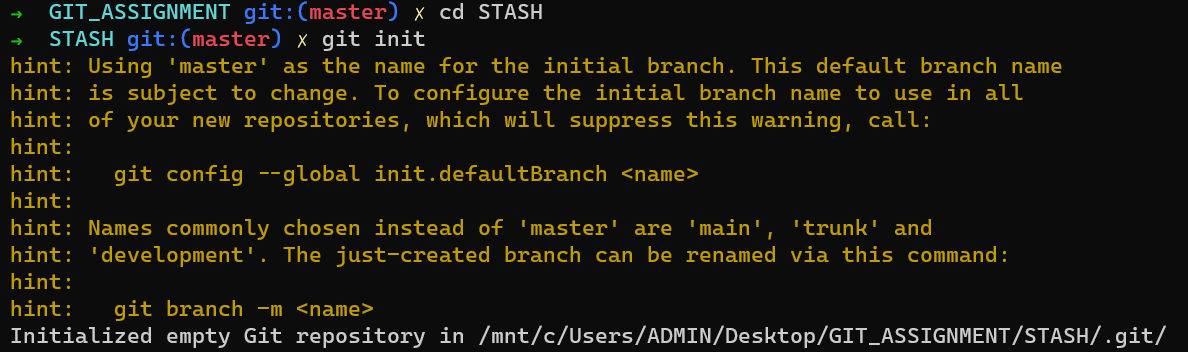 →  GIT_ASSIGNMENT git:(master) ✗ cd STASH
→  STASH git:(master) ✗ git init
hint: Using 'master' as the name for the initial branch. This default branch name
hint: is subject to change. To configure the initial branch name to use in all
hint: of your new repositories, which will suppress this warning, call:
hint:
hint:   git config --global init.defaultBranch <name>
hint:
hint: Names commonly chosen instead of 'master' are 'main', 'trunk' and
hint: 'development'. The just-created branch can be renamed via this command:
hint:
hint:   git branch -m <name>
Initialized empty Git repository in /mnt/c/Users/ADMIN/Desktop/GIT_ASSIGNMENT/STASH/.git/